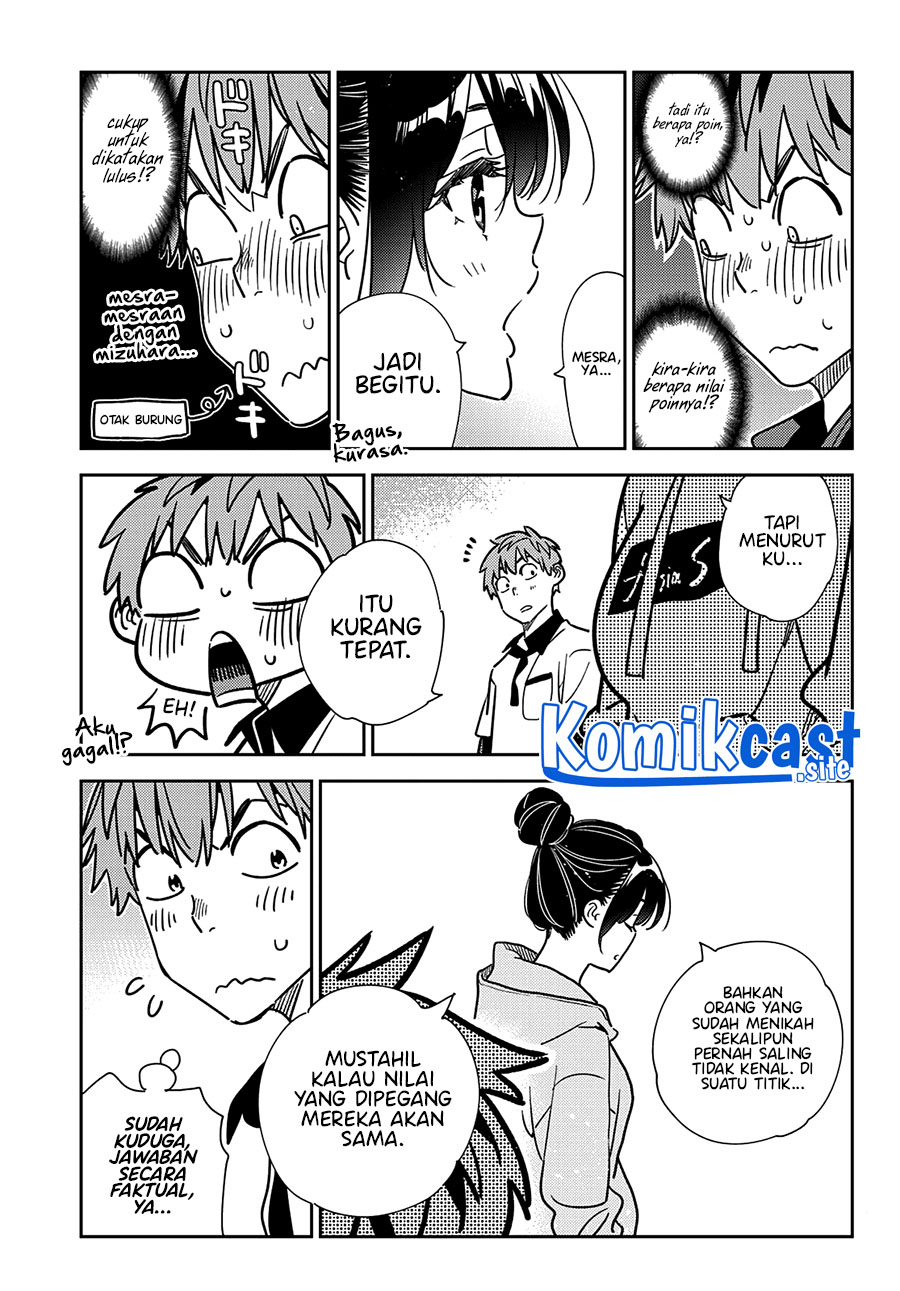 tadi itu
berapa poin,
ya!?
kira-kira
berapa nilai
poinnya!?
MESRA,
YA...
JADI
BEGITU.
Bagus,
kurasa.
ドキ
cukup
untuk
dikatakan
lulus!?
mesra-
mesraan
dengan
mizuhara...
ドキ
OTAK BURUNG
TAPI
MENURUT
KU...
ITU
KURANG
TEPAT.
EH!
Aku
gagal!?
Komikcast
.site
BAHKAN
ORANG YANG
SUDAH MENIKAH
SEKALIPUN
PERNAH SALING
TIDAK KENAL. DI
SUATU TITIK...
MUSTAHIL
KALAU NILAI
YANG DIPEGANG
MEREKA AKAN
SAMA.
SUDAH
KUDUGA,
JAWABAN
SECARA
FAKTUAL,
YA...